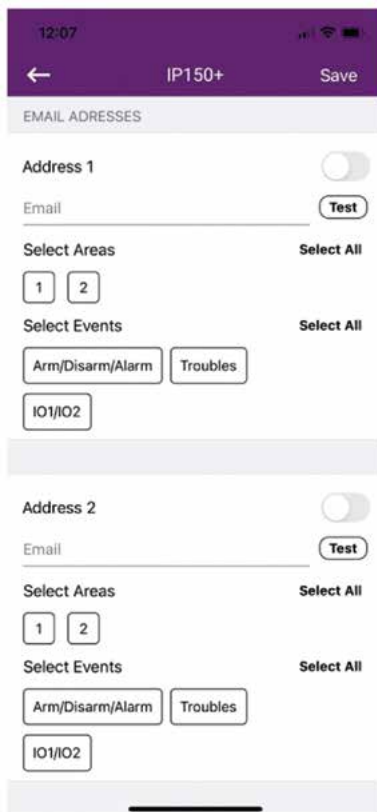 12:07
IP150+ Save
EMAIL ADRESSES
Address 1
Email Test
Select Areas Select All
1 2
Select Events Select All
Arm/Disarm/Alarm Troubles
IO1/IO2
Address 2
Email Test
Select Areas Select All
1 2
Select Events Select All
Arm/Disarm/Alarm Troubles
IO1/IO2